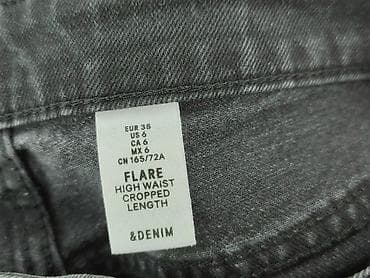 EUR 36
US 6
CA 6
MX 6
CN 165/72A
FLARE
HIGH WAIST
CROPPED
LENGTH
&DENIM